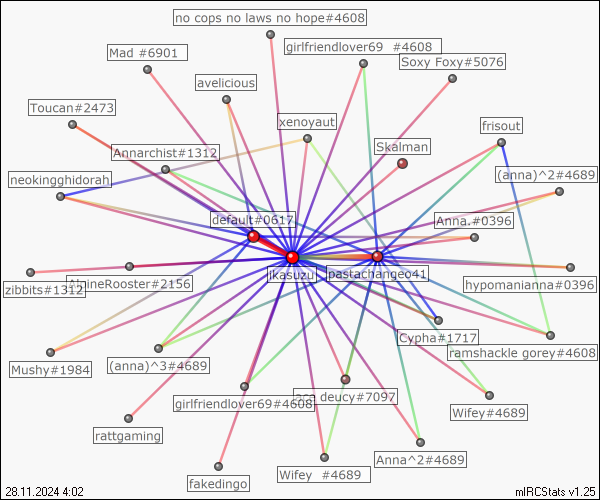 no cops no laws no hope#4608
girlfriendlover69 #4608
Mad #6901
Soxy Foxy#5076
avelicious
Toucan#2473
xenoyaut
frisout
Skalman
Annarchist#1312
(anna)^2#4689
neokingghidorah
default#0617
Anna.#0396
jkasuzu
pastachangeo41
zibbits#1312
AlpineRooster#2156
hypomanianna#0396
Cypha#1717
ramshackle gorey#4608
(anna)^3#4689
Mushy#1984
girlfriendlover69#4608
deucy#7097
Wifey#4689
rattgaming
Anna^2#4689
fakedingo
Wifey #4689
28.11.2024 4:02
mIRCStats v1.25